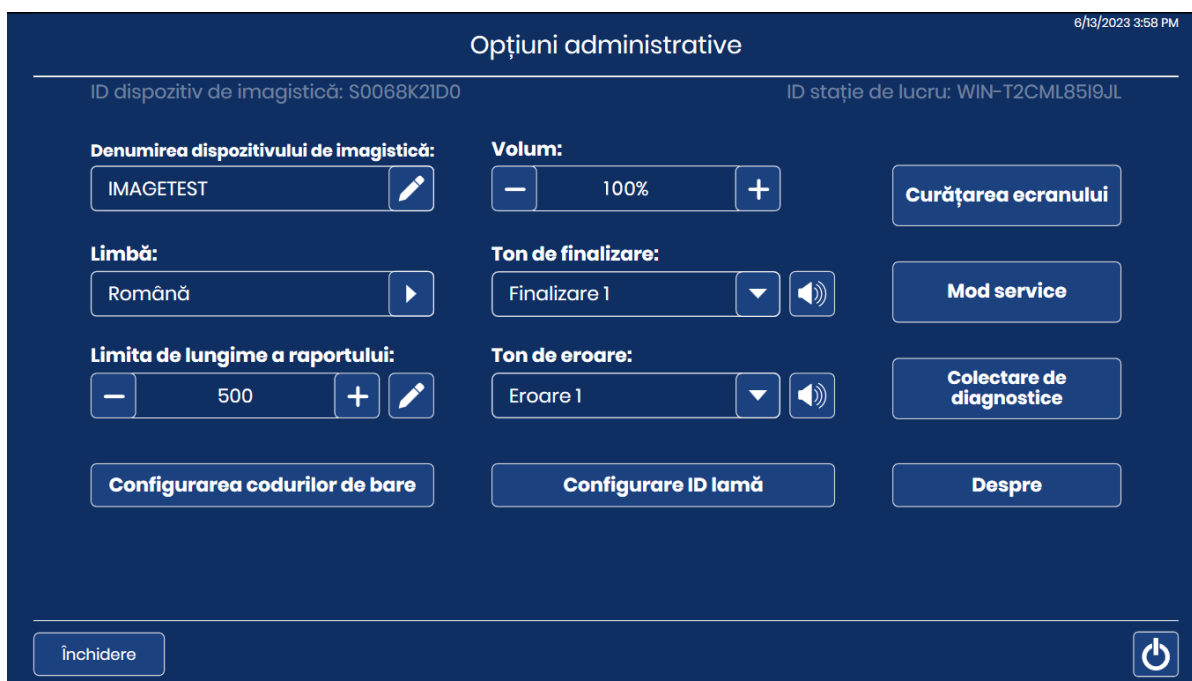 6/13/2023 3:58 PM
Opțiuni administrative
ID dispozitiv de imagistică: S0068K21D0
ID stație de lucru: WIN-T2CML85I9JL
Denumirea dispozitivului de imagistică:
IMAGETEST
Volum:
100%
Curățarea ecranului
Limbă:
Română
Ton de finalizare:
Finalizare 1
Mod service
Limita de lungime a raportului:
500
Ton de eroare:
Eroare 1
Colectare de
diagnostice
Configurarea codurilor de bare
Configurare ID lamă
Despre
Închidere